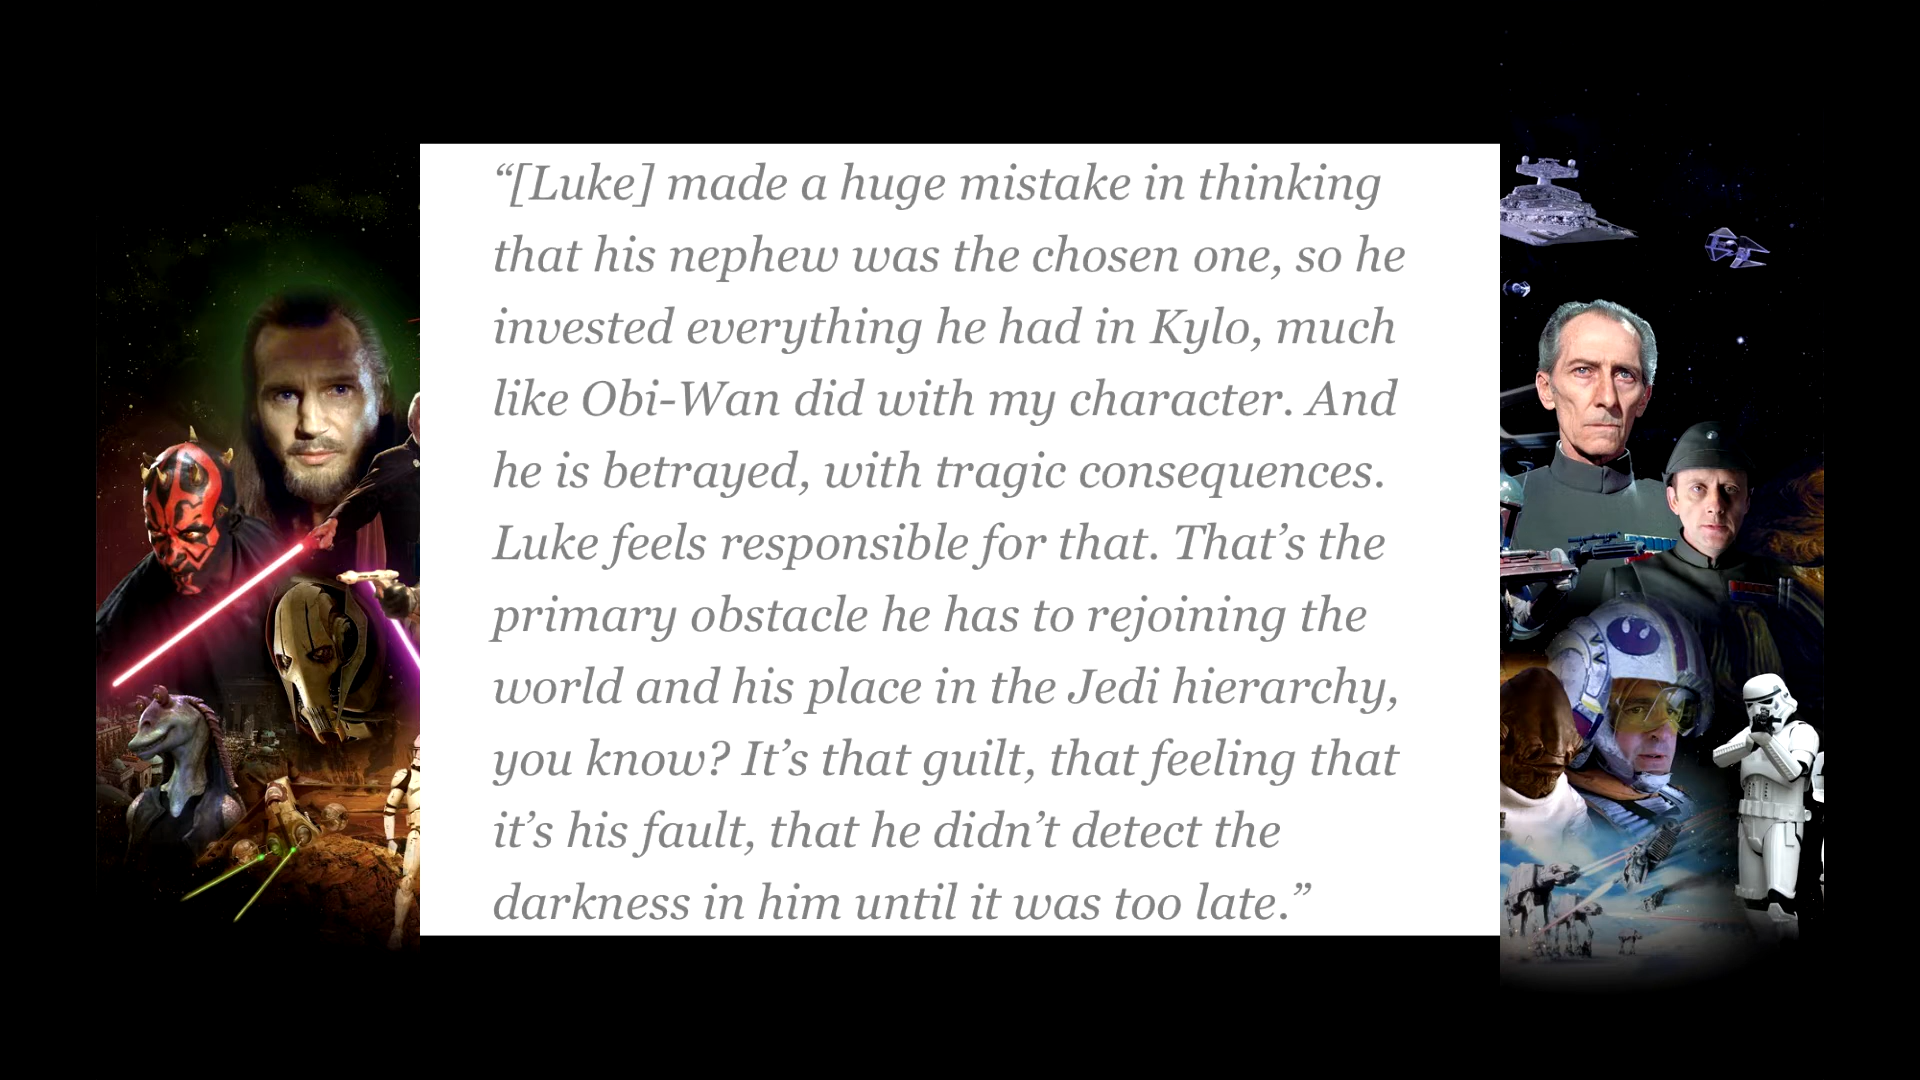 “[Luke] made a huge mistake in thinking
that his nephew was the chosen one, so he
invested everything he had in Kylo, much
like Obi-Wan did with my character. And
he is betrayed, with tragic consequences.
Luke feels responsible for that. That’s the
primary obstacle he has to rejoining the
world and his place in the Jedi hierarchy,
you know? It’s that guilt, that feeling that
it’s his fault, that he didn’t detect the
darkness in him until it was too late.”